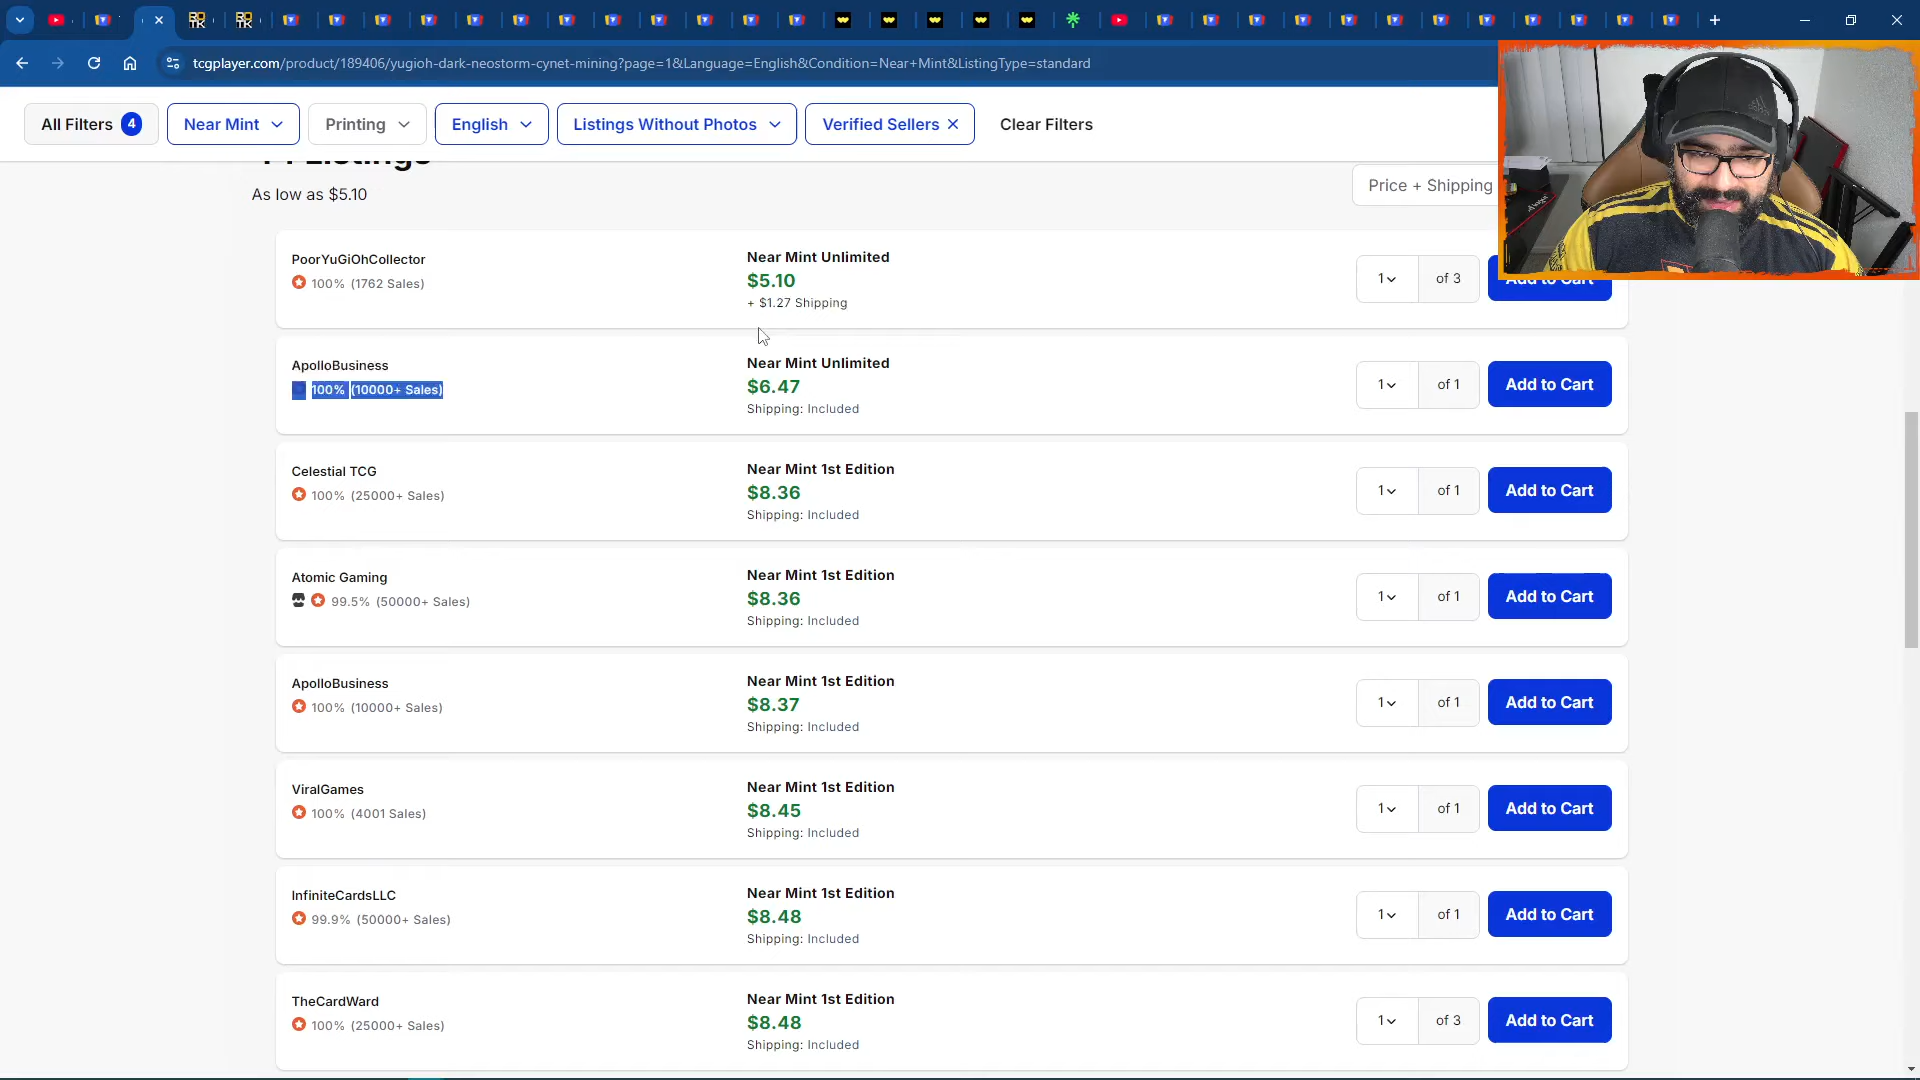 tcgplayer.com/product/189406/yugioh-dark-neostorm-cynet-mining?page=1&Language=English&Condition=Near+Mint&ListingType=standard
All Filters 4
Near Mint
Printing
English
Listings Without Photos
Verified Sellers
Clear Filters
As low as $5.10
Price + Shipping
PoorYuGiOhCollector
100% (1762 Sales)
Near Mint Unlimited
$5.10
+ $1.27 Shipping
1 of 3
ApolloBusiness
100% (10000+ Sales)
Near Mint Unlimited
$6.47
Shipping: Included
1 of 1
Add to Cart
Celestial TCG
100% (25000+ Sales)
Near Mint 1st Edition
$8.36
Shipping: Included
1 of 1
Add to Cart
Atomic Gaming
99.5% (50000+ Sales)
Near Mint 1st Edition
$8.36
Shipping: Included
1 of 1
Add to Cart
ApolloBusiness
100% (10000+ Sales)
Near Mint 1st Edition
$8.37
Shipping: Included
1 of 1
Add to Cart
ViralGames
100% (4001 Sales)
Near Mint 1st Edition
$8.45
Shipping: Included
1 of 1
Add to Cart
InfiniteCardsLLC
99.9% (50000+ Sales)
Near Mint 1st Edition
$8.48
Shipping: Included
1 of 1
Add to Cart
TheCardWard
100% (25000+ Sales)
Near Mint 1st Edition
$8.48
Shipping: Included
1 of 3
Add to Cart